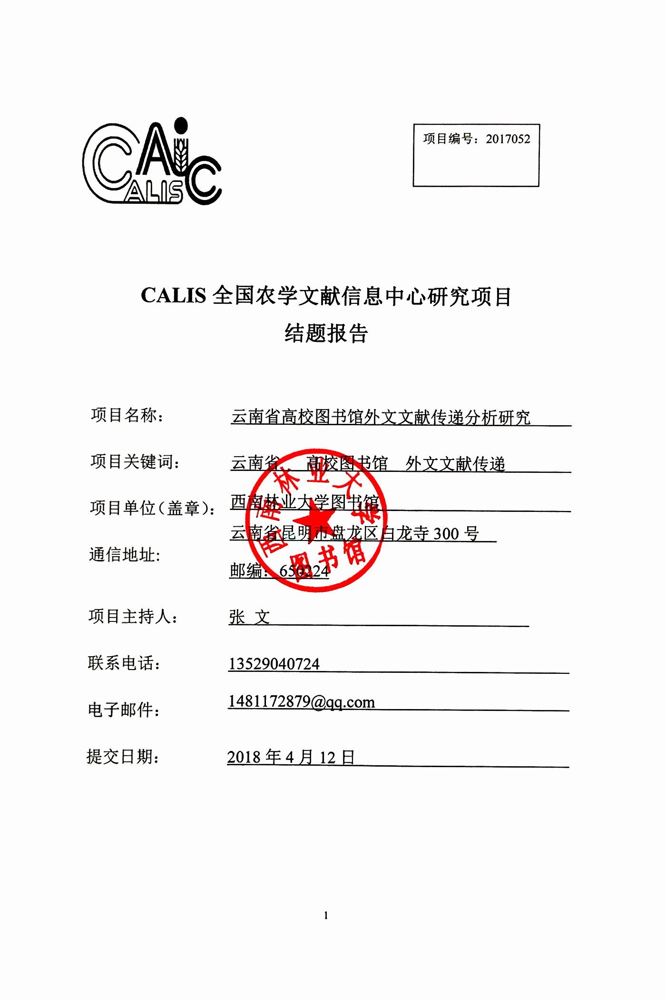 CAiC
CALIS
项目编号：2017052
CALIS 全国农学文献信息中心研究项目
结题报告
项目名称： 云南省高校图书馆外文文献传递分析研究
项目关键词： 云南省 高校图书馆 外文文献传递
项目单位（盖章）： 西南林业大学图书馆
云南省昆明市盘龙区白龙寺 300 号
通信地址:
邮编： 650224
西南林业大学
图书馆
项目主持人： 张 文
联系电话： 13529040724
电子邮件： 1481172879@qq.com
提交日期： 2018 年 4 月 12 日
1